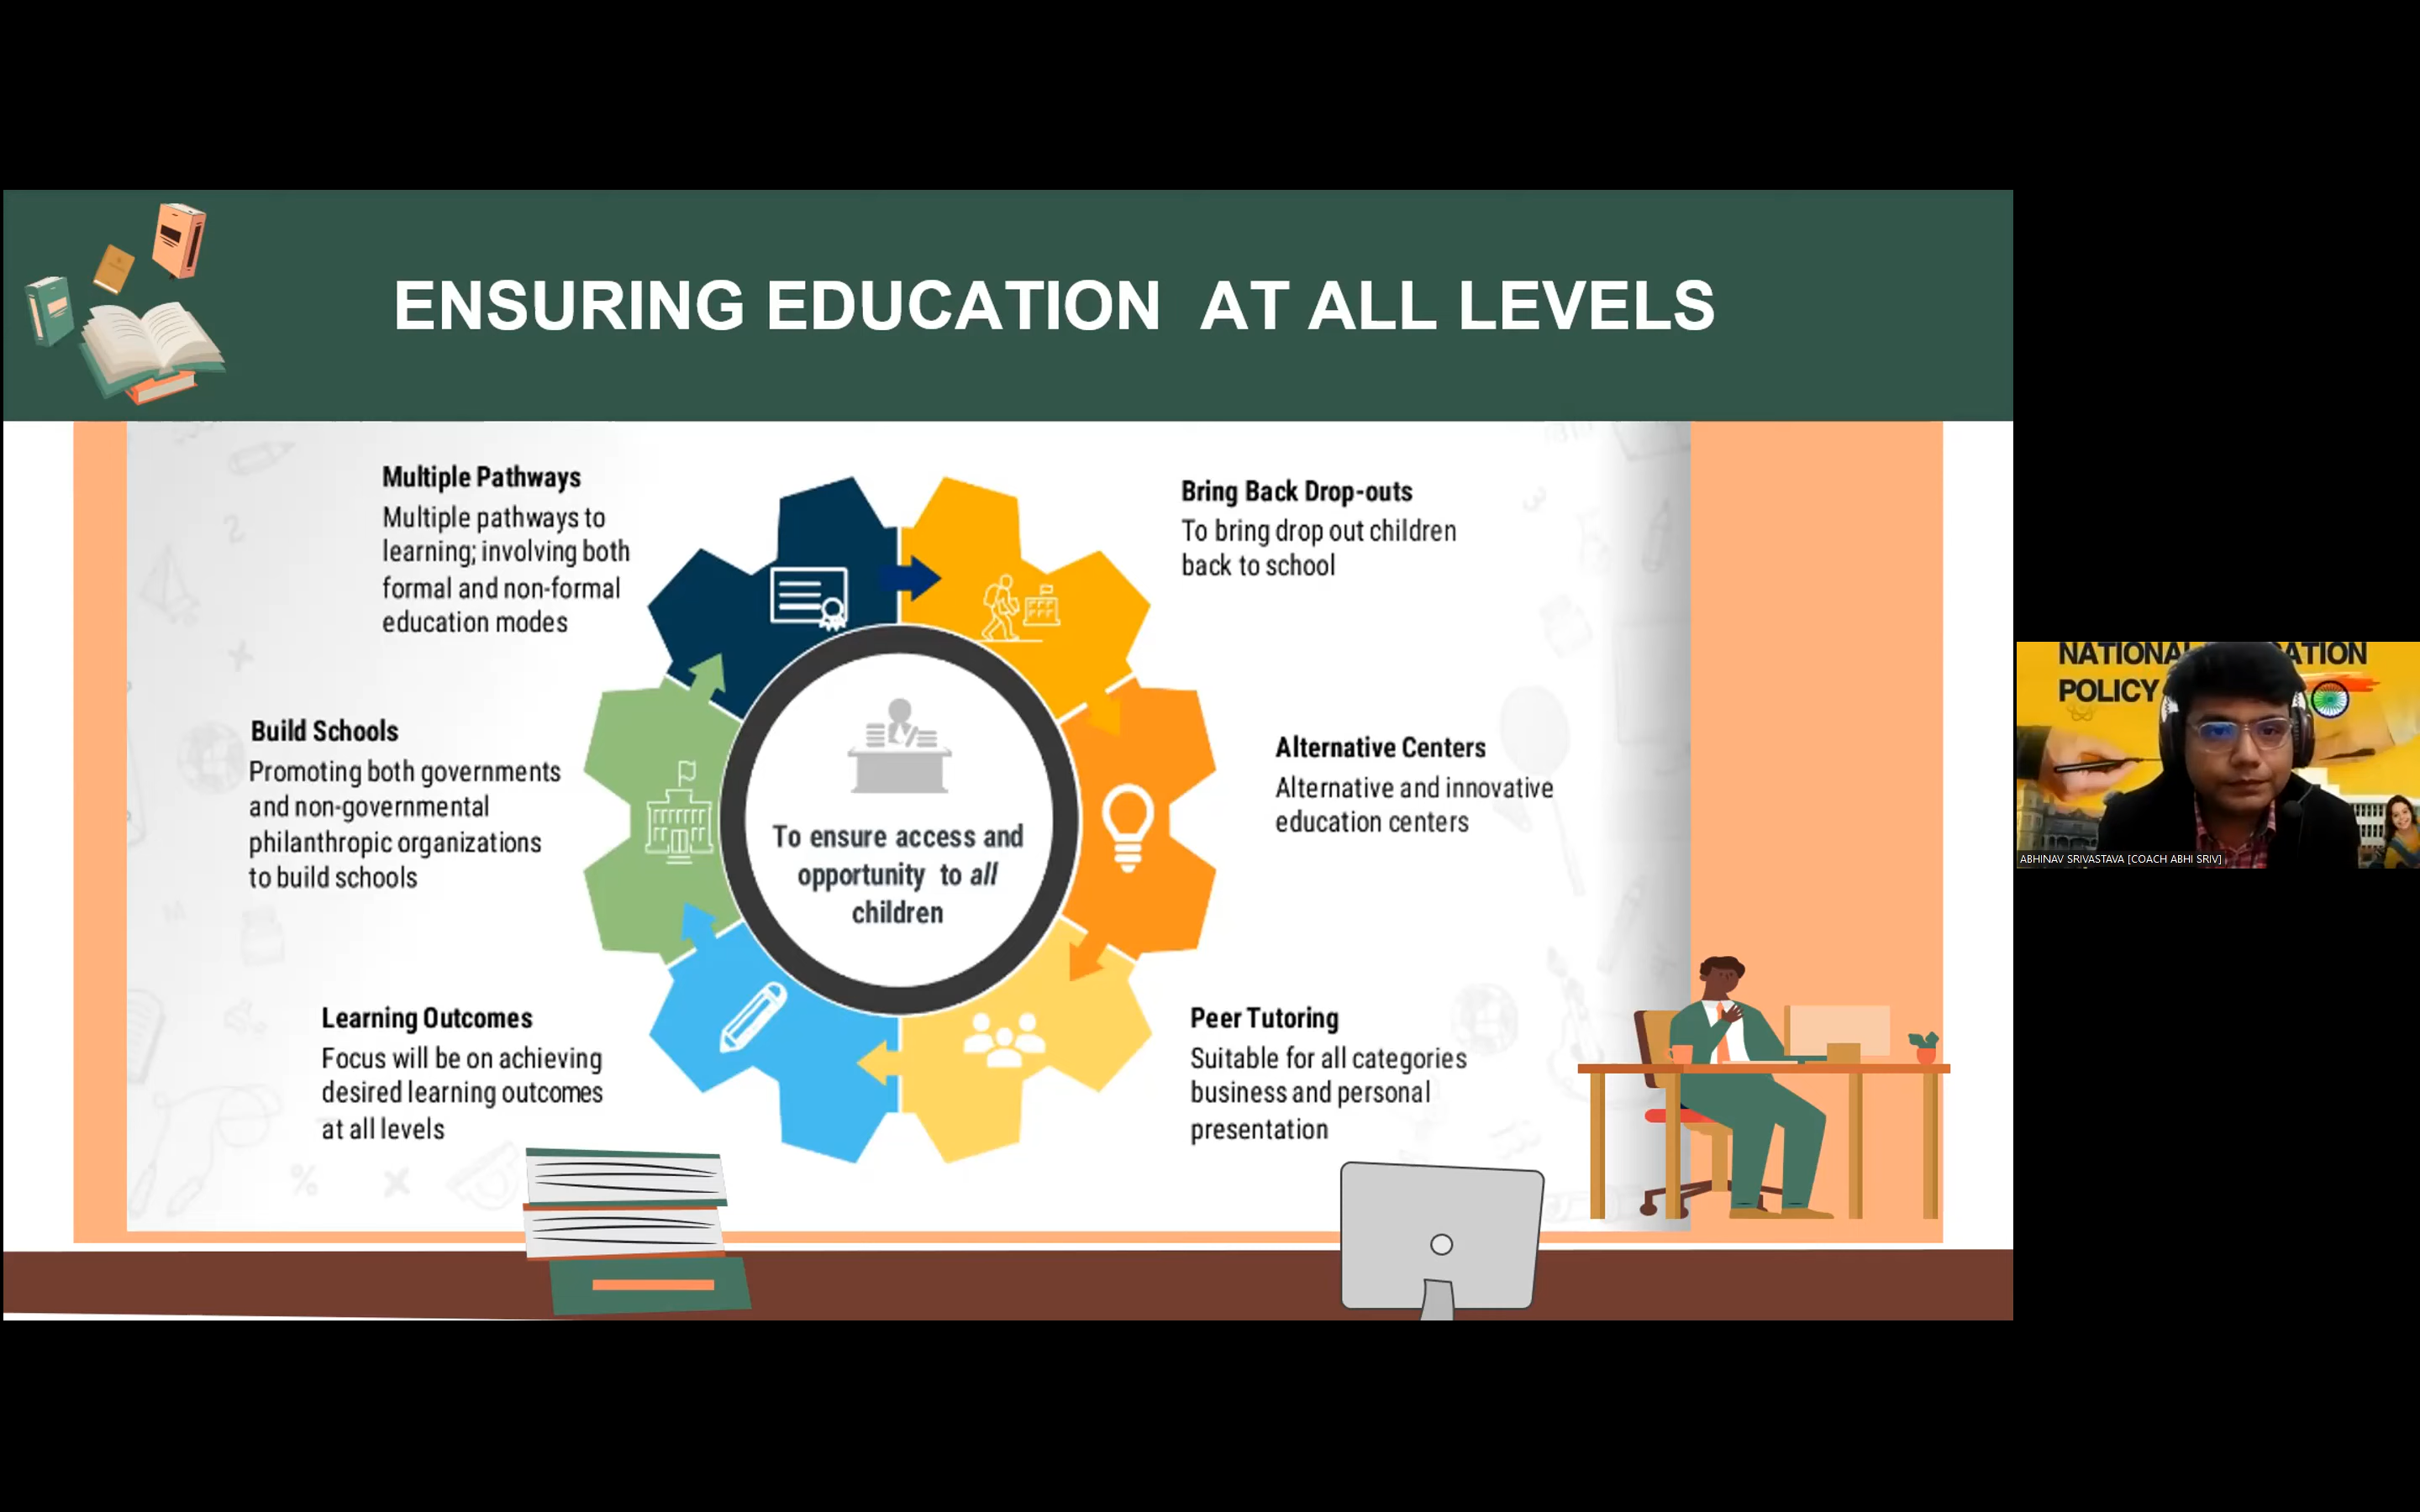 ENSURING EDUCATION AT ALL LEVELS
Multiple Pathways
Multiple pathways to
learning; involving both
formal and non-formal
education modes
Bring Back Drop-outs
To bring drop out children
back to school
Build Schools
Promoting both governments
and non-governmental
philanthropic organizations
to build schools
To ensure access and
opportunity to all
children
Alternative Centers
Alternative and innovative
education centers
Learning Outcomes
Focus will be on achieving
desired learning outcomes
at all levels
Peer Tutoring
Suitable for all categories
business and personal
presentation
POLICY
ABHINAV SRIVASTAVA [COACH ABHI SRIV]